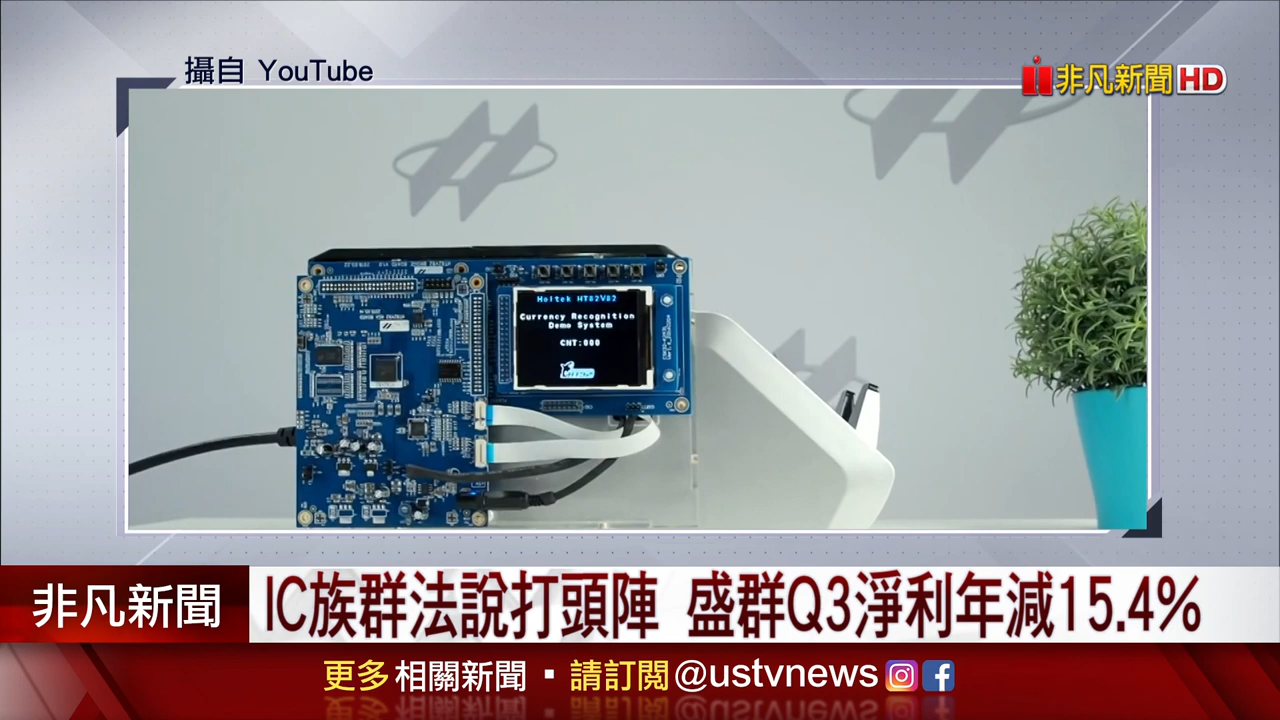 攝自 YouTube
非凡新聞HD
Holtek HT82V82
Currency Recognition
Demo System
CNT:000
非凡新聞
IC族群法說打頭陣 盛群Q3淨利年減15.4%
更多相關新聞▪請訂閱@ustvnews